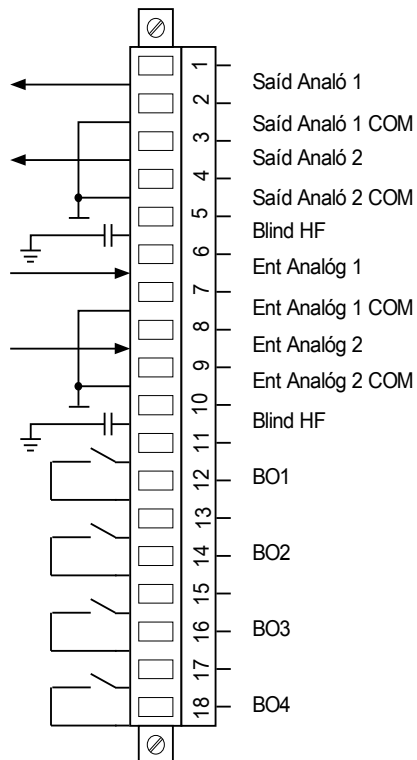 1
Saíd Analó 1
2
Saíd Analó 1 COM
3
Saíd Analó 2
4
Saíd Analó 2 COM
5
Blind HF
6
Ent Analóg 1
7
Ent Analóg 1 COM
8
Ent Analóg 2
9
Ent Analóg 2 COM
10
Blind HF
11
12 BO1
13
14 BO2
15
16 BO3
17
18 BO4